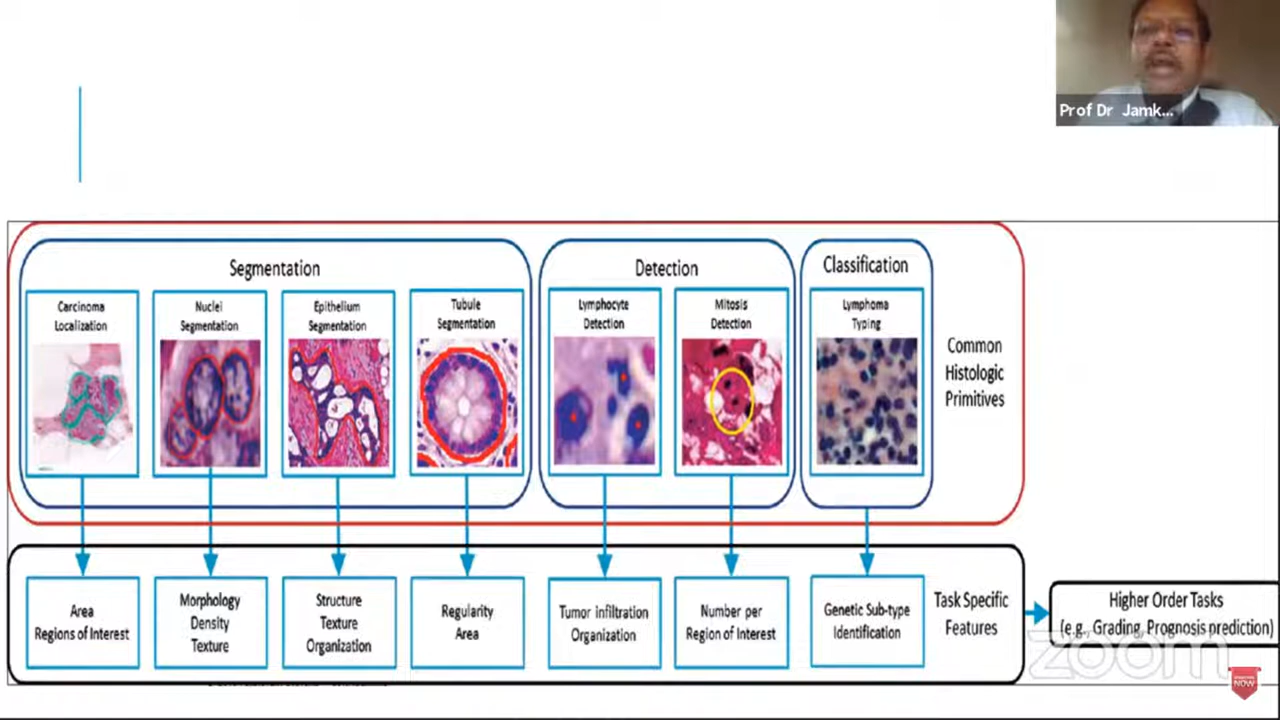 Prof Dr Jamk...
Segmentation
Detection
Classification
Carcinoma
Localization
Nuclei
Segmentation
Epithelium
Segmentation
Tubule
Segmentation
Lymphocyte
Detection
Mitosis
Detection
Lymphoma
Typing
Common
Histologic
Primitives
Area
Regions of Interest
Morphology
Density
Texture
Structure
Texture
Organization
Regularity
Area
Tumor infiltration
Organization
Number per
Region of Interest
Genetic Sub-type
Identification
Task Specific
Features
Higher Order Tasks
(e.g., Grading, Prognosis prediction)
zoom
NOW